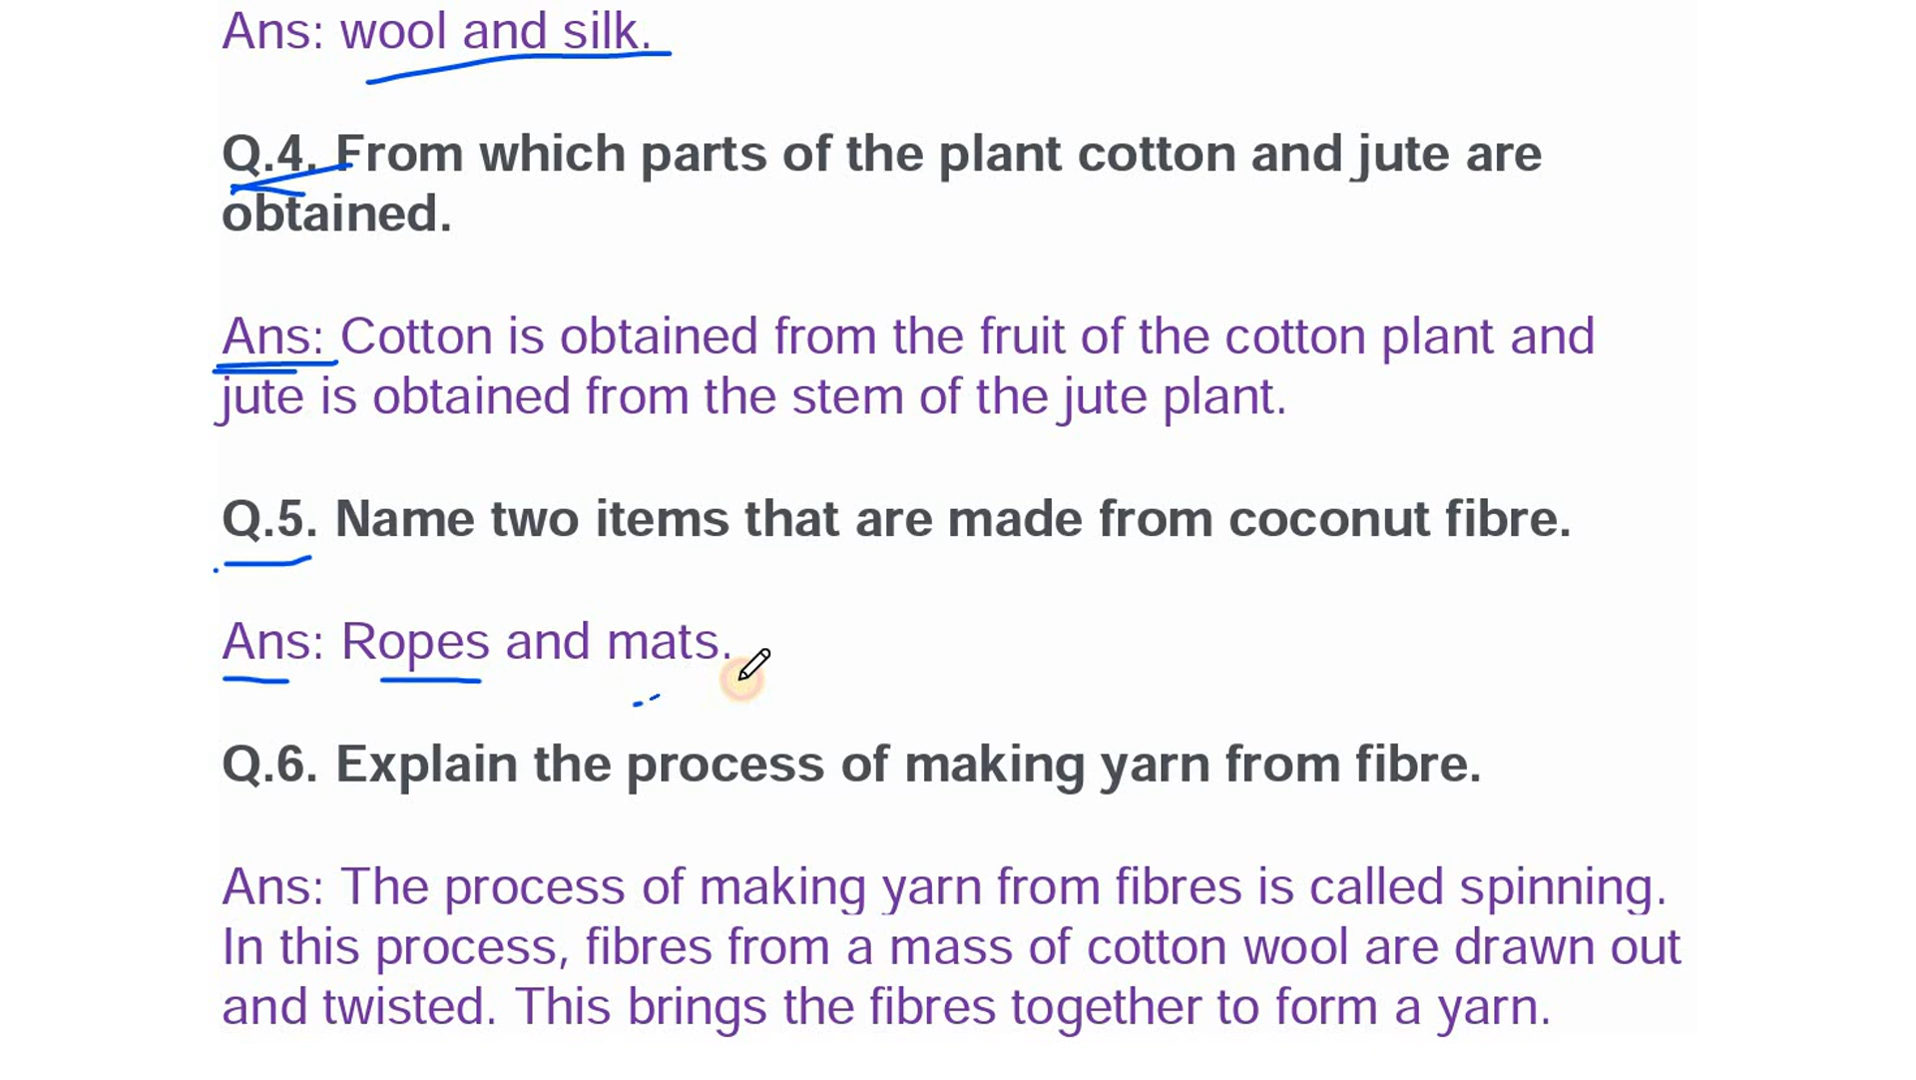 Ans: wool and silk.
Q.4. From which parts of the plant cotton and jute are
obtained.
Ans: Cotton is obtained from the fruit of the cotton plant and
jute is obtained from the stem of the jute plant.
Q.5. Name two items that are made from coconut fibre.
Ans: Ropes and mats.
Q.6. Explain the process of making yarn from fibre.
Ans: The process of making yarn from fibres is called spinning.
In this process, fibres from a mass of cotton wool are drawn out
and twisted. This brings the fibres together to form a yarn.